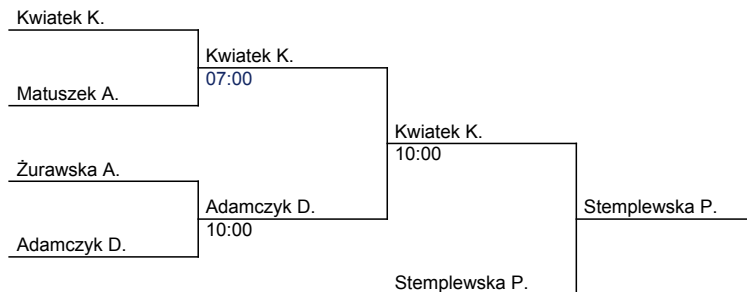 Kwiatek K.
Kwiatek K.
07:00
Matuszek A.
Kwiatek K.
10:00
Żurawska A.
Adamczyk D.
10:00
Stemplewska P.
Adamczyk D.
Stemplewska P.